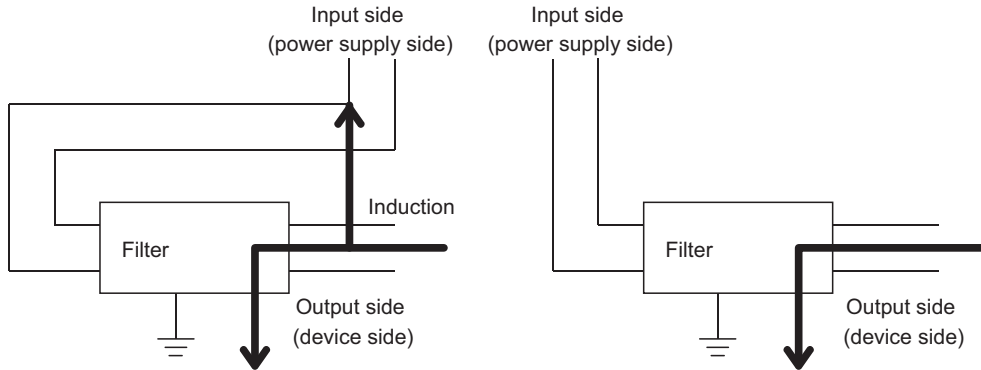 Input side
(power supply side)
Induction
Filter
Output side
(device side)
Input side
(power supply side)
Filter
Output side
(device side)